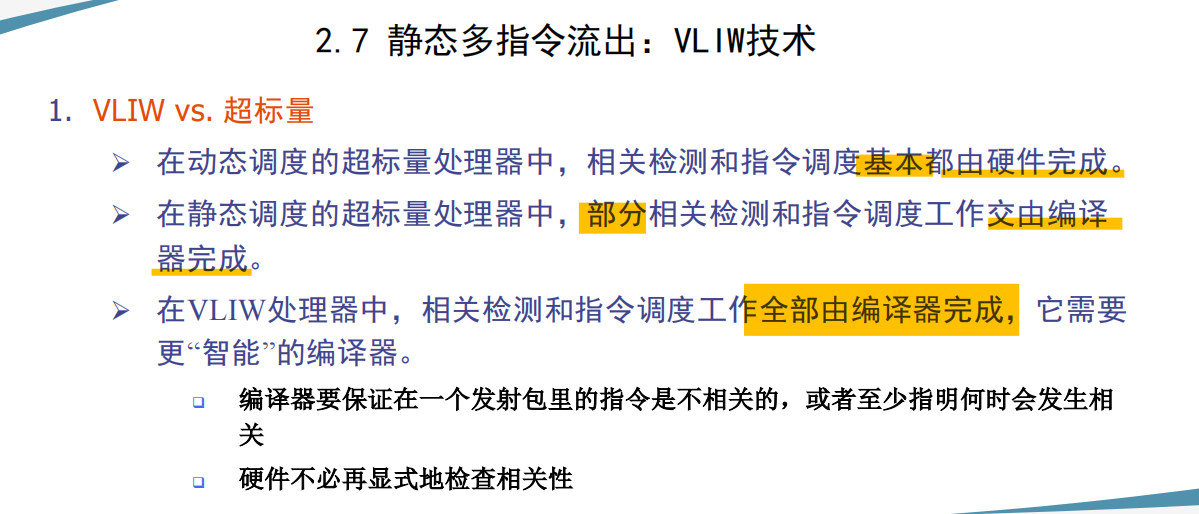 2.7 静态多指令流出：VLIW技术
1. VLIW vs. 超标量
➢ 在动态调度的超标量处理器中，相关检测和指令调度基本都由硬件完成。
➢ 在静态调度的超标量处理器中，部分相关检测和指令调度工作交由编译
器完成。
➢ 在VLIW处理器中，相关检测和指令调度工作全部由编译器完成，它需要
更“智能”的编译器。
❑ 编译器要保证在一个发射包里的指令是不相关的，或者至少指明何时会发生相
关
❑ 硬件不必再显式地检查相关性